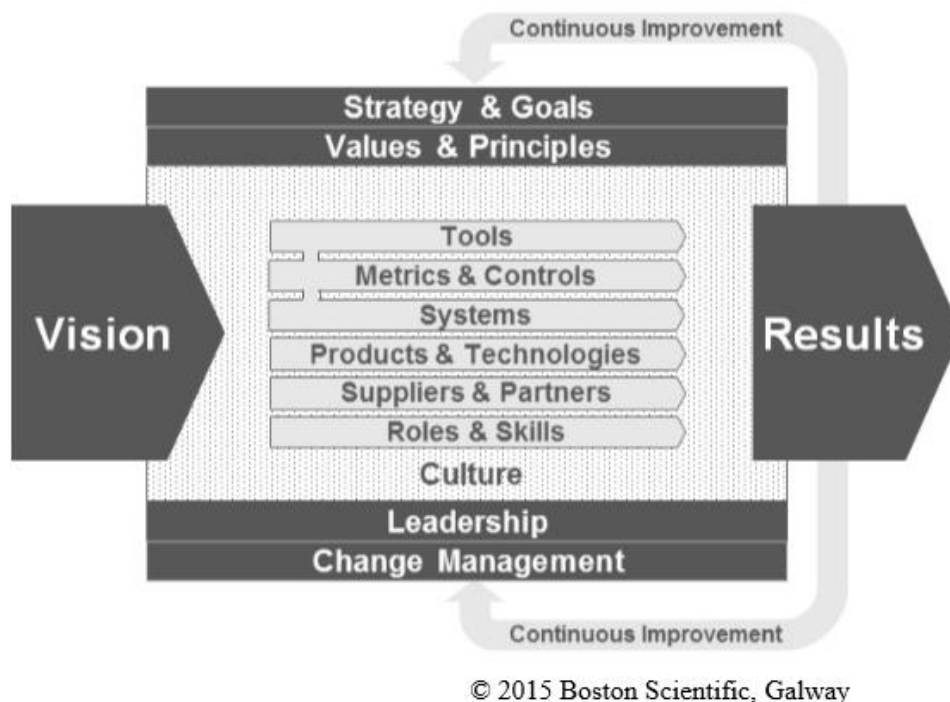 Continuous Improvement
Strategy & Goals
Values & Principles
Vision
Tools
Metrics & Controls
Systems
Products & Technologies
Suppliers & Partners
Roles & Skills
Culture
Results
Leadership
Change Management
Continuous Improvement
© 2015 Boston Scientific, Galway